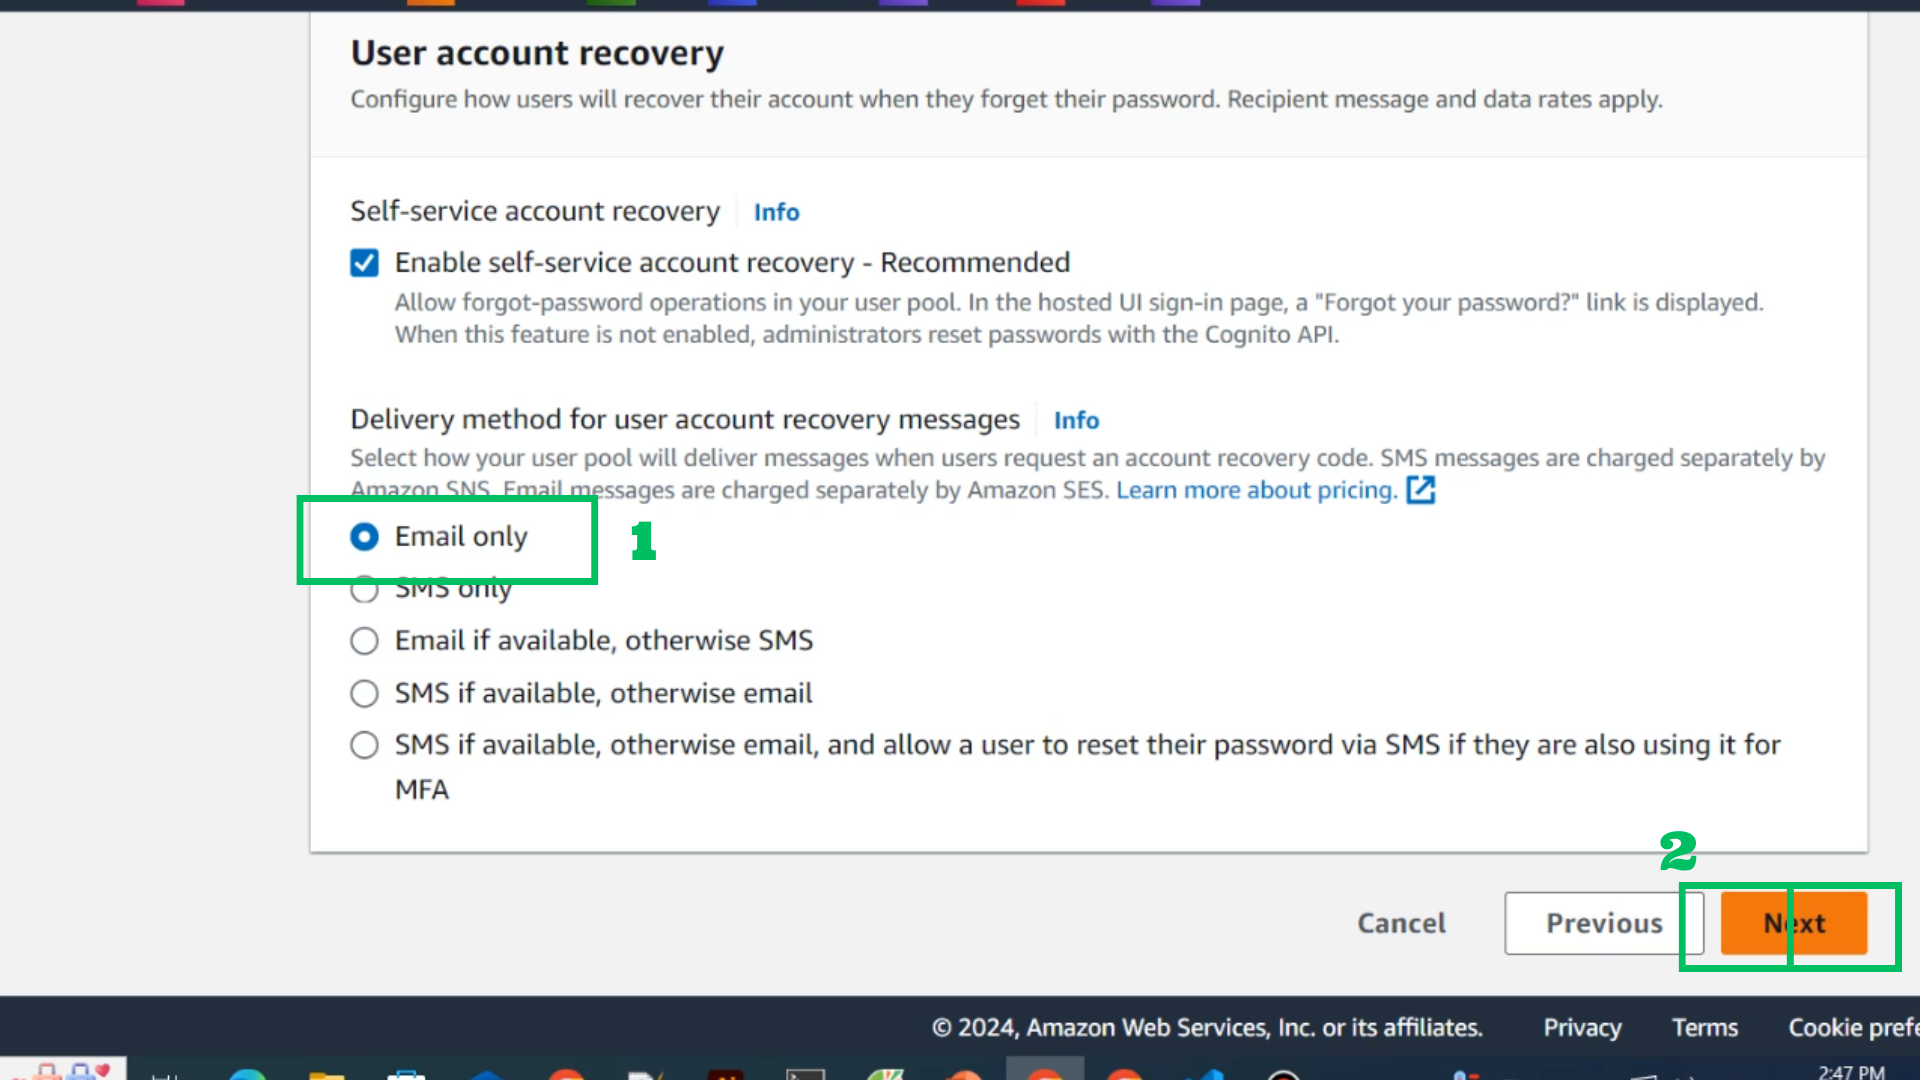 User account recovery
Configure how users will recover their account when they forget their password. Recipient message and data rates apply.
Self-service account recovery Info
Enable self-service account recovery - Recommended
Allow forgot-password operations in your user pool. In the hosted UI sign-in page, a "Forgot your password?" link is displayed.
When this feature is not enabled, administrators reset passwords with the Cognito API.
Delivery method for user account recovery messages Info
Select how your user pool will deliver messages when users request an account recovery code. SMS messages are charged separately by
Amazon SNS. Email messages are charged separately by Amazon SES. Learn more about pricing.
Email only 1
SMS only
Email if available, otherwise SMS
SMS if available, otherwise email
SMS if available, otherwise email, and allow a user to reset their password via SMS if they are also using it for
MFA
2
Cancel Previous Next
© 2024, Amazon Web Services, Inc. or its affiliates. Privacy Terms Cookie prefe
2:47 PM